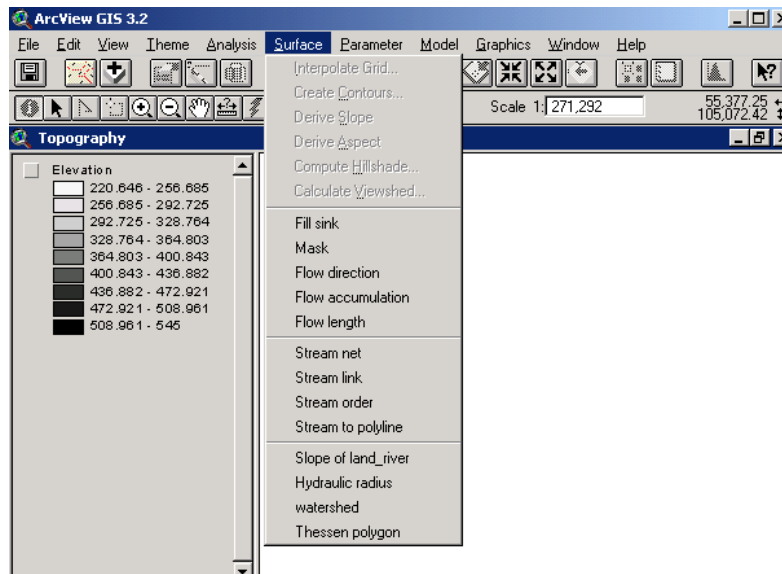 ArcView GIS 3.2
File Edit View Theme Analysis Surface Parameter Model Graphics Window Help
Scale 1: 271,292
55,377.25
105,072.42
Topography
Elevation
220.646 - 256.685
256.685 - 292.725
292.725 - 328.764
328.764 - 364.803
364.803 - 400.843
400.843 - 436.882
436.882 - 472.921
472.921 - 508.961
508.961 - 545
Interpolate Grid...
Create Contours...
Derive Slope
Derive Aspect
Compute Hillshade...
Calculate Viewshed...
Fill sink
Mask
Flow direction
Flow accumulation
Flow length
Stream net
Stream link
Stream order
Stream to polyline
Slope of land_river
Hydraulic radius
watershed
Thessen polygon